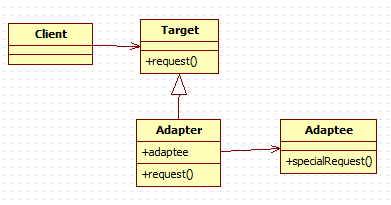 Client
Target
+request()
Adapter
+adaptee
+request()
Adaptee
+specialRequest()